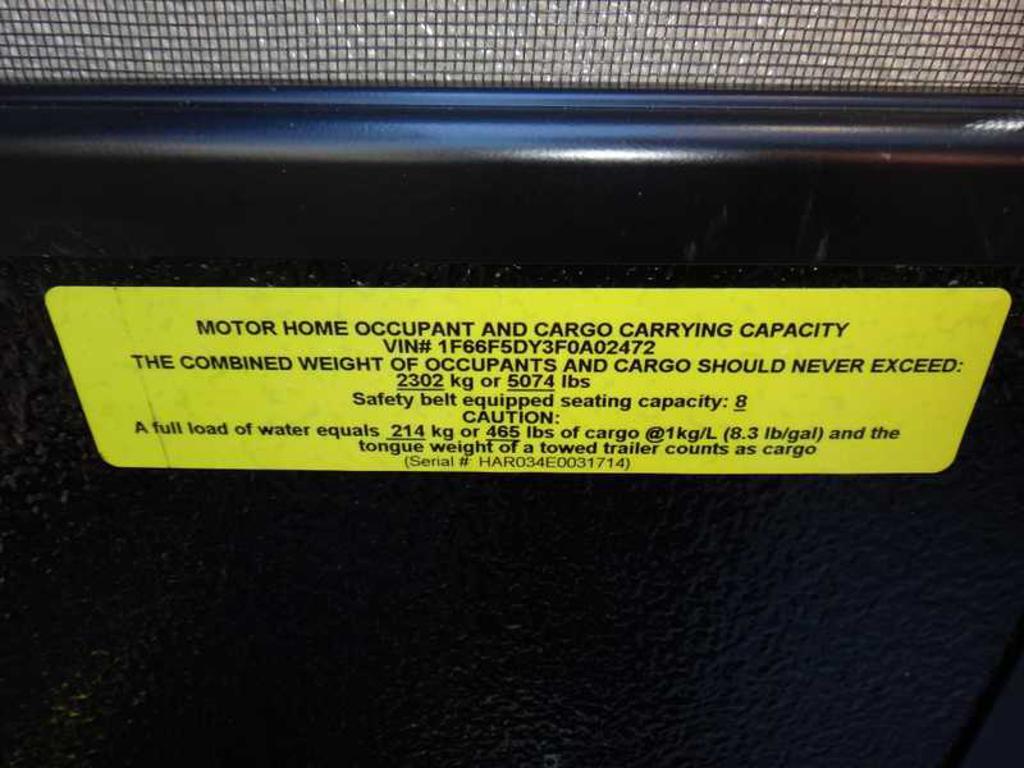 MOTOR HOME OCCUPANT AND CARGO CARRYING CAPACITY
VIN# 1F66F5DY3F0A02472
THE COMBINED WEIGHT OF OCCUPANTS AND CARGO SHOULD NEVER EXCEED:
2302 kg or 5074 lbs
Safety belt equipped seating capacity: 8
CAUTION:
A full load of water equals 214 kg or 465 lbs of cargo @1kg/L (8.3 lb/gal) and the
tongue weight of a towed trailer counts as cargo
(Serial # HAR034E0031714)